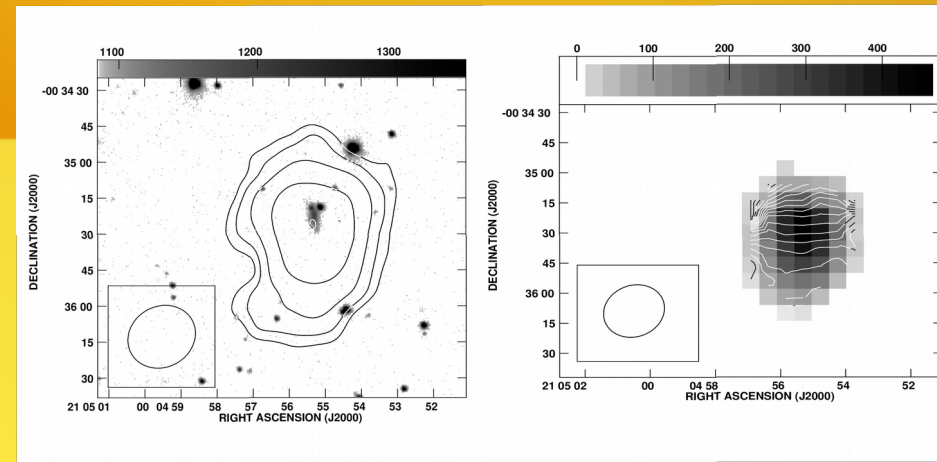 1100 1200 1300
-00 34 30
45
35 00
15
30
45
36 00
15
30
21 05 01 00 04 59 58 57 56 55 54 53 52
RIGHT ASCENSION (J2000)
DECLINATION (J2000)
0 100 200 300 400
-00 34 30
45
35 00
15
30
45
36 00
15
30
21 05 02 00 04 58 56 54 52
RIGHT ASCENSION (J2000)
DECLINATION (J2000)